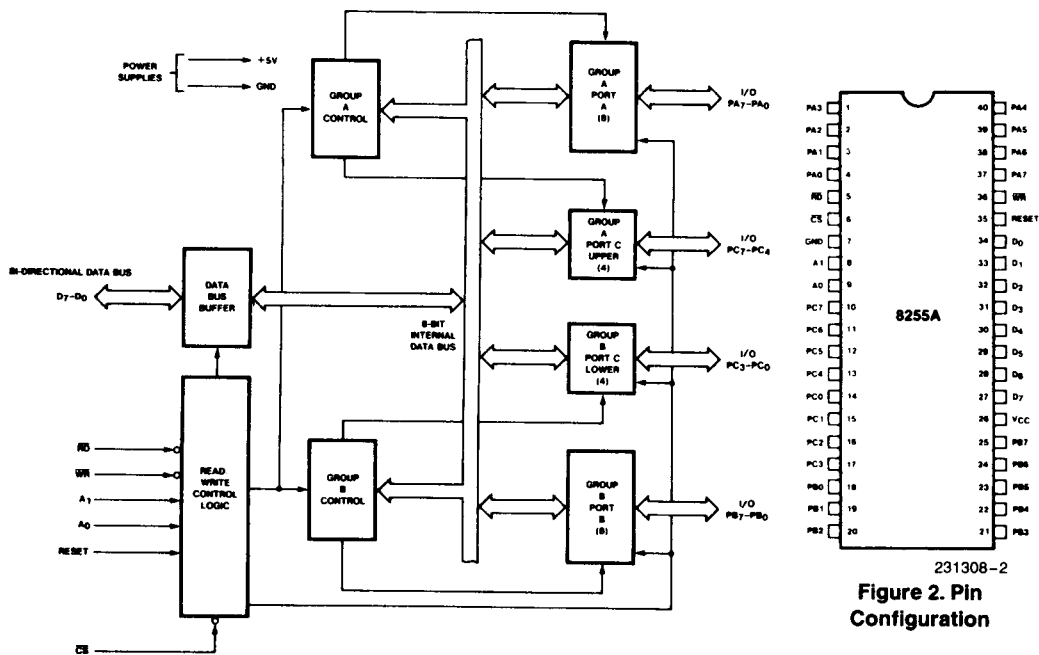 POWER SUPPLIES
+5V
GND
GROUP A CONTROL
GROUP A PORT A (8)
I/O PA7-PA0
GROUP A PORT C UPPER (4)
I/O PC7-PC4
BI-DIRECTIONAL DATA BUS
D7-D0
DATA BUS BUFFER
8-BIT INTERNAL DATA BUS
GROUP B PORT C LOWER (4)
I/O PC3-PC0
R̅D̅
W̅R̅
A1
A0
RESET
C̅S̅
READ WRITE CONTROL LOGIC
GROUP B CONTROL
GROUP B PORT B (8)
I/O PB7-PB0
PA3 1 40 PA4
PA2 2 39 PA5
PA1 3 38 PA6
PA0 4 37 PA7
R̅D̅ 5 36 W̅R̅
C̅S̅ 6 35 RESET
GND 7 34 D0
A1 8 33 D1
A0 9 32 D2
PC7 10 31 D3
PC6 11 8255A 30 D4
PC5 12 29 D5
PC4 13 28 D6
PC0 14 27 D7
PC1 15 26 VCC
PC2 16 25 PB7
PC3 17 24 PB6
PB0 18 23 PB5
PB1 19 22 PB4
PB2 20 21 PB3
231308-2
Figure 2. Pin
Configuration